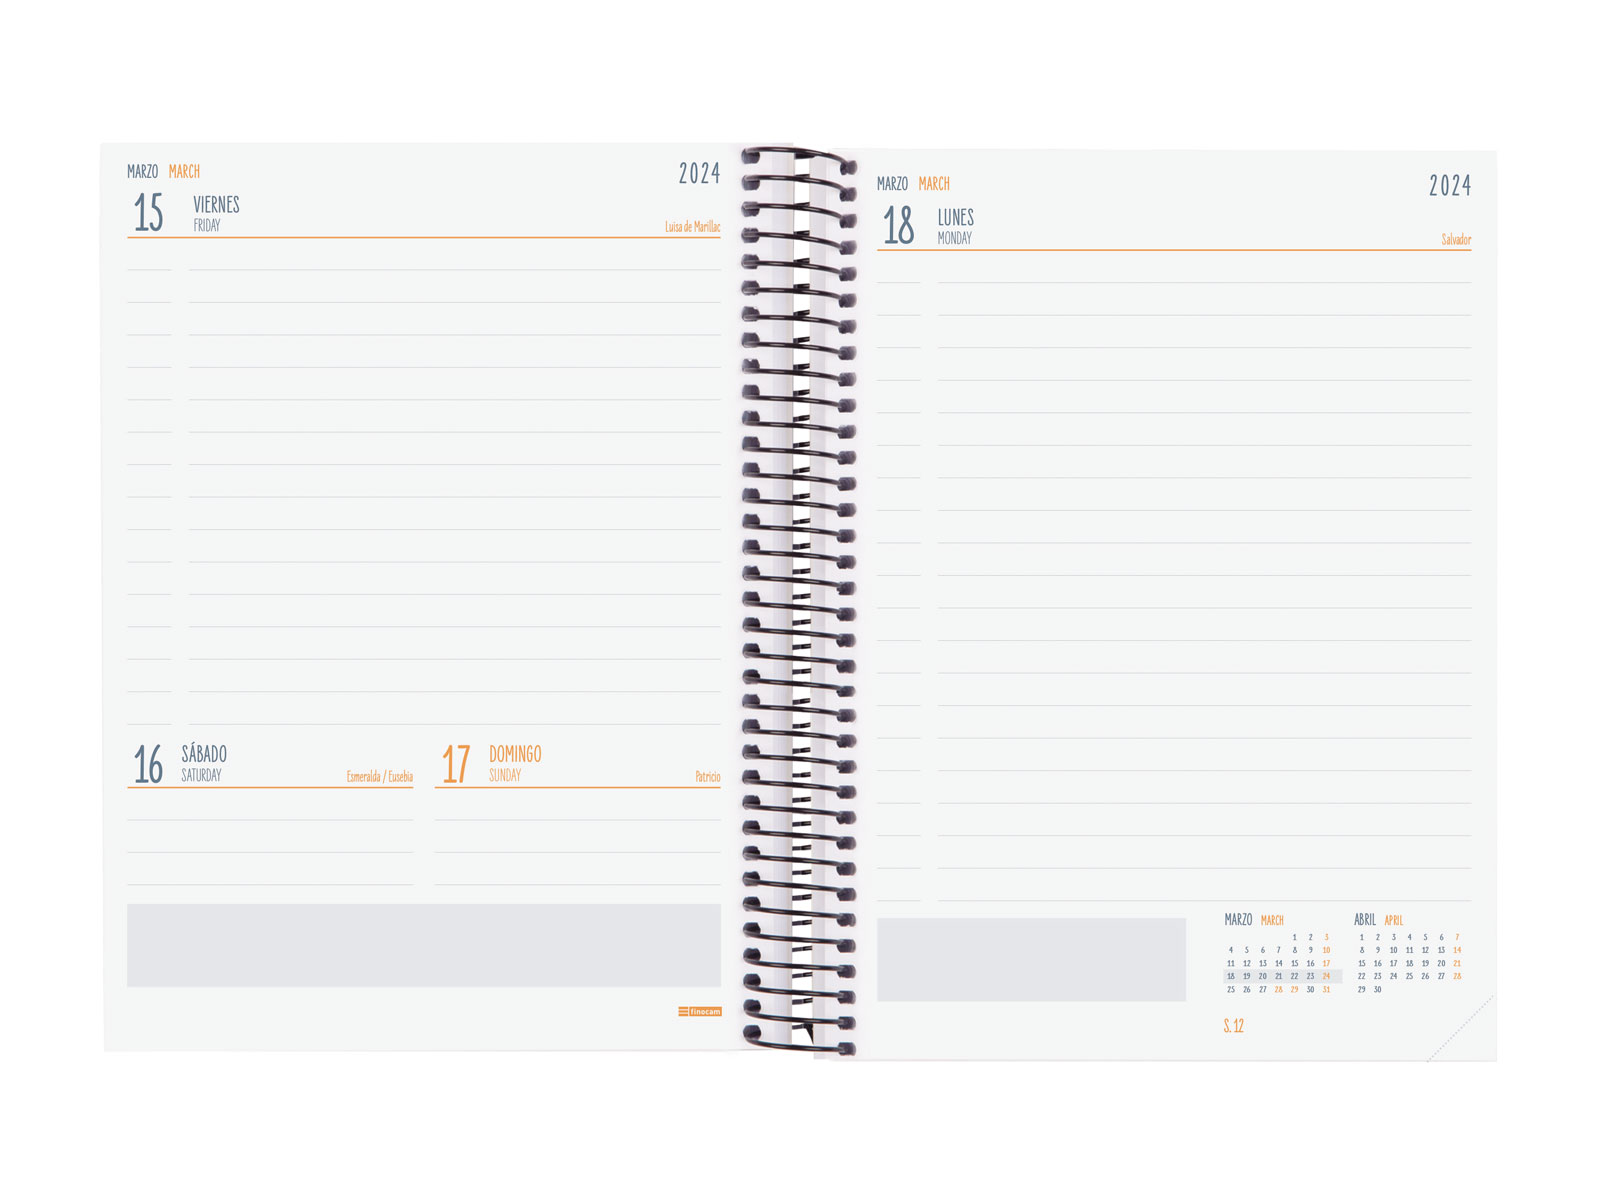 MARZO MARCH 2024
15 VIERNES
FRIDAY Luisa de Marillac
16 SÁBADO
SATURDAY Esmeralda / Eusebia
17 DOMINGO
SUNDAY Patricio
finocam
MARZO MARCH 2024
18 LUNES
MONDAY Salvador
MARZO MARCH
1 2 3
4 5 6 7 8 9 10
11 12 13 14 15 16 17
18 19 20 21 22 23 24
25 26 27 28 29 30 31
ABRIL APRIL
1 2 3 4 5 6 7
8 9 10 11 12 13 14
15 16 17 18 19 20 21
22 23 24 25 26 27 28
29 30
S. 12